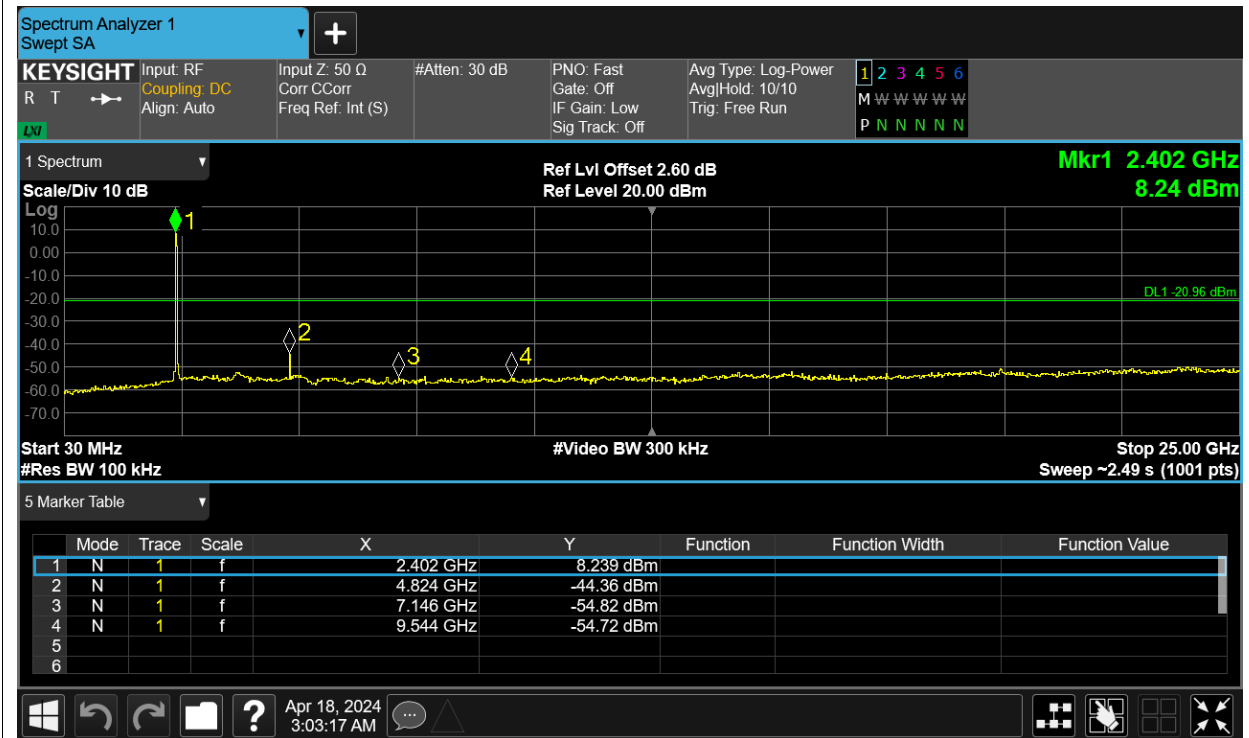 Spectrum Analyzer 1
Swept SA
KEYSIGHT Input: RF Input Z: 50 Ω #Atten: 30 dB PNO: Fast Avg Type: Log-Power 1 2 3 4 5 6
R T Coupling: DC Corr CCorr Gate: Off Avg|Hold: 10/10 M W W W W W
Align: Auto Freq Ref: Int (S) IF Gain: Low Trig: Free Run
LXI Sig Track: Off P N N N N N
1 Spectrum Ref Lvl Offset 2.60 dB Mkr1 2.402 GHz
Scale/Div 10 dB Ref Level 20.00 dBm 8.24 dBm
Log
1
10.0
0.00
-10.0
-20.0 DL1 -20.96 dBm
-30.0
2
-40.0
3 4
-50.0
-60.0
-70.0
Start 30 MHz #Video BW 300 kHz Stop 25.00 GHz
#Res BW 100 kHz Sweep ~2.49 s (1001 pts)
5 Marker Table
Mode Trace Scale X Y Function Function Width Function Value
1 N 1 f 2.402 GHz 8.239 dBm
2 N 1 f 4.824 GHz -44.36 dBm
3 N 1 f 7.146 GHz -54.82 dBm
4 N 1 f 9.544 GHz -54.72 dBm
5
6
? Apr 18, 2024
3:03:17 AM